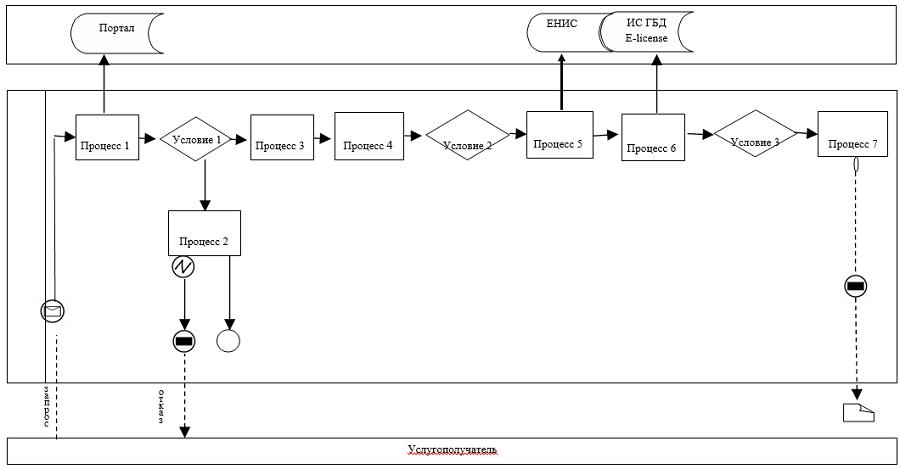 Портал
ЕНИС
ИС ГБД
E-license
Процесс 1
Условие 1
Процесс 3
Процесс 4
Условие 2
Процесс 5
Процесс 6
Условие 3
Процесс 7
Процесс 2
запрос
отказ
Услугополучатель